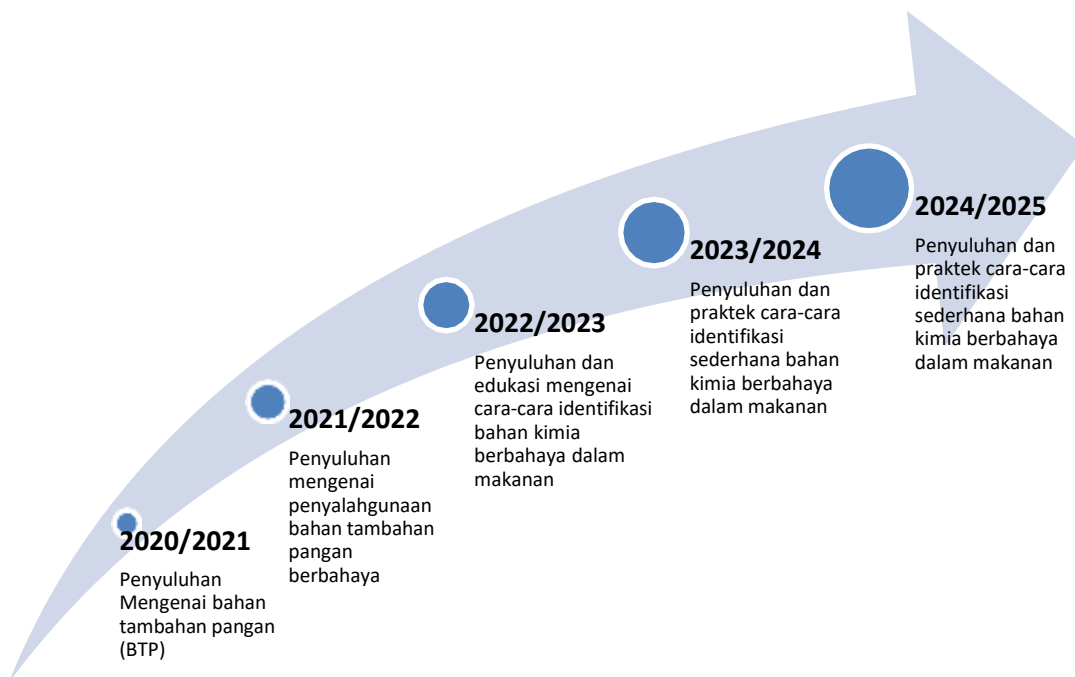 2020/2021
Penyuluhan
Mengenai bahan
tambahan pangan
(BTP)
2021/2022
Penyuluhan
mengenai
penyalahgunaan
bahan tambahan
pangan
berbahaya
2022/2023
Penyuluhan dan
edukasi mengenai
cara-cara identifikasi
bahan kimia
berbahaya dalam
makanan
2023/2024
Penyuluhan dan
praktek cara-cara
identifikasi
sederhana bahan
kimia berbahaya
dalam makanan
2024/2025
Penyuluhan dan
praktek cara-cara
identifikasi
sederhana bahan
kimia berbahaya
dalam makanan